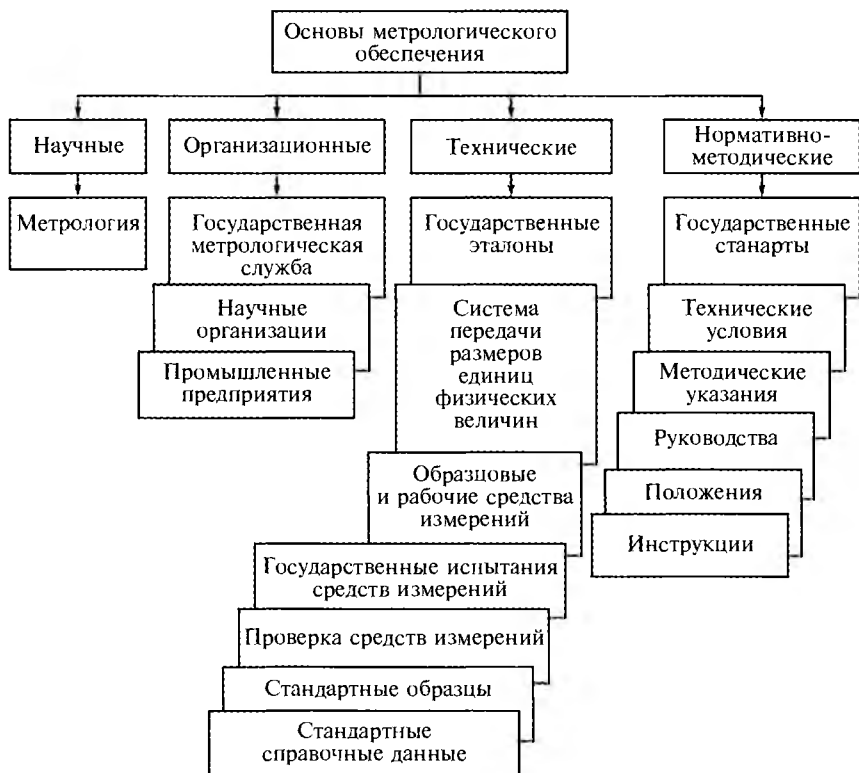 Основы метрологического
обеспечения
Научные
Организационные
Технические
Нормативно-
методические
Метрология
Государственная
метрологическая
служба
Научные
организации
Промышленные
предприятия
Государственные
эталоны
Система
передачи
размеров
единиц
физических
величин
Образцовые
и рабочие средства
измерений
Государственные испытания
средств измерений
Проверка средств измерений
Стандартные образцы
Стандартные
справочные данные
Государственные
станарты
Технические
условия
Методические
указания
Руководства
Положения
Инструкции